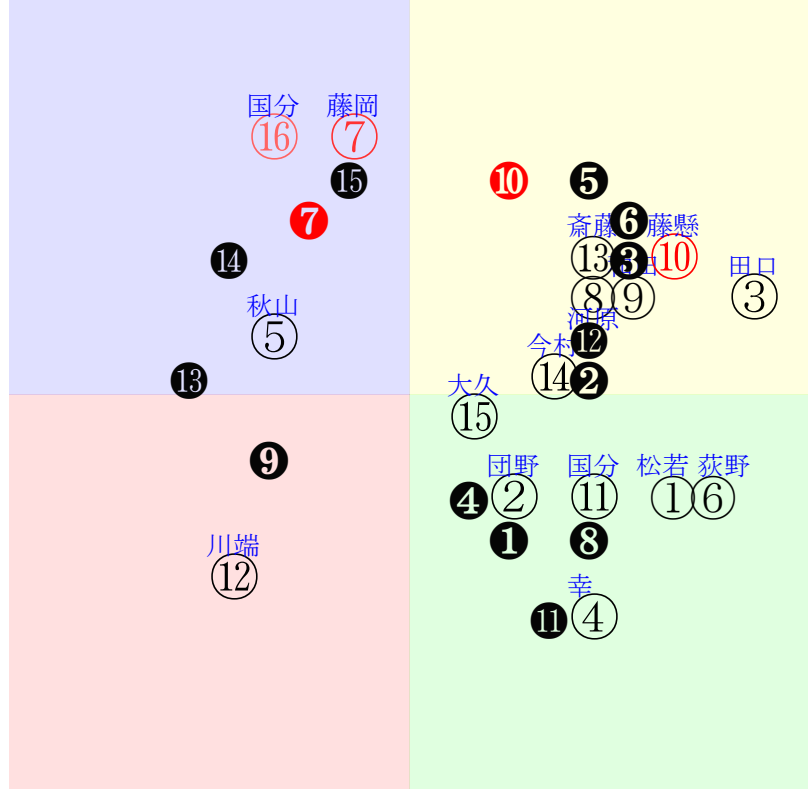 国分 藤岡
⑯ ⑦
⓯
❿ ❺
❼ ❻
斎藤 藤懸
⓮ ⑬ ❸ ⑩
田口
⑧ ⑨ ③
秋山 河原
⑤ ⓬
今村
⓭ ⑭ ❷
大久
⑮
❾ 団野 国分 松若 荻野
❹ ② ⑪ ① ⑥
❶ ❽
川端
⑫ 幸
⓫ ④